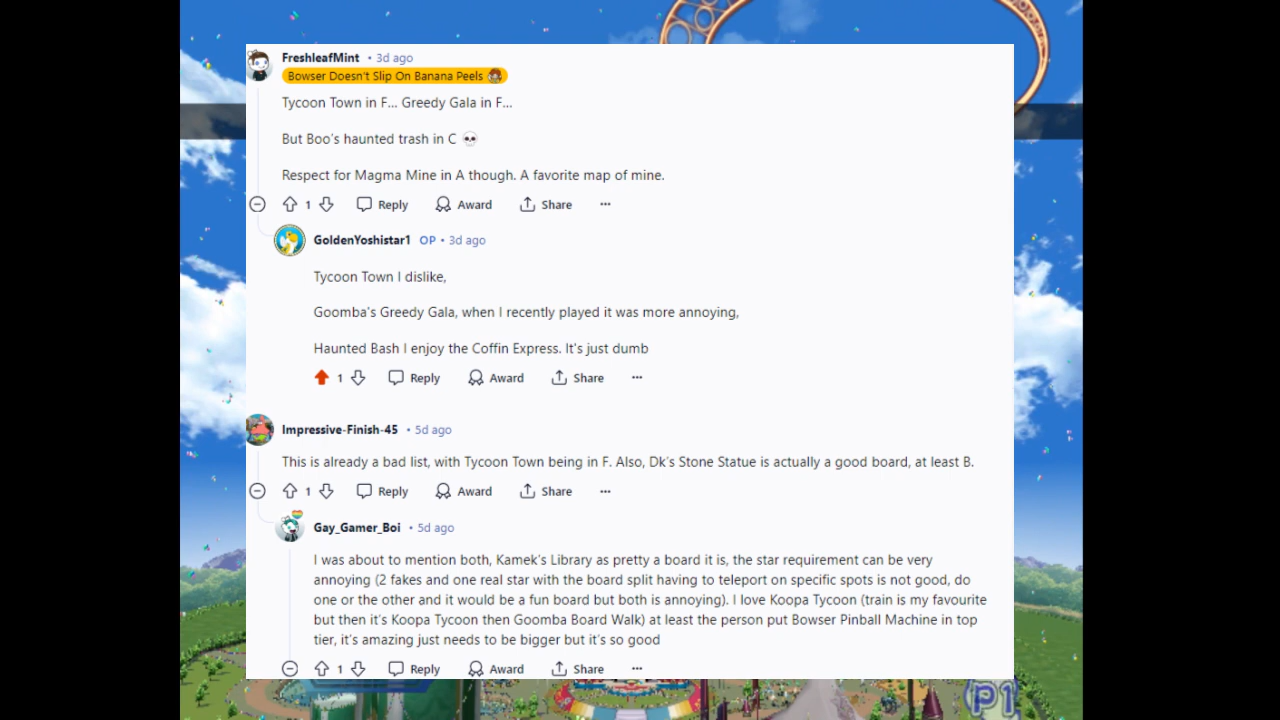 FreshleafMint • 3d ago
Bowser Doesn't Slip On Banana Peels
Tycoon Town in F... Greedy Gala in F...
But Boo's haunted trash in C 💀
Respect for Magma Mine in A though. A favorite map of mine.
1 Reply Award Share ...
GoldenYoshistar1 OP • 3d ago
Tycoon Town I dislike,
Goomba's Greedy Gala, when I recently played it was more annoying,
Haunted Bash I enjoy the Coffin Express. It's just dumb
1 Reply Award Share ...
Impressive-Finish-45 • 5d ago
This is already a bad list, with Tycoon Town being in F. Also, Dk's Stone Statue is actually a good board, at least B.
1 Reply Award Share ...
Gay_Gamer_Boi • 5d ago
I was about to mention both, Kamek's Library as pretty a board it is, the star requirement can be very
annoying (2 fakes and one real star with the board split having to teleport on specific spots is not good, do
one or the other and it would be a fun board but both is annoying). I love Koopa Tycoon (train is my favourite
but then it's Koopa Tycoon then Goomba Board Walk) at least the person put Bowser Pinball Machine in top
tier, it's amazing just needs to be bigger but it's so good
1 Reply Award Share ...
P1